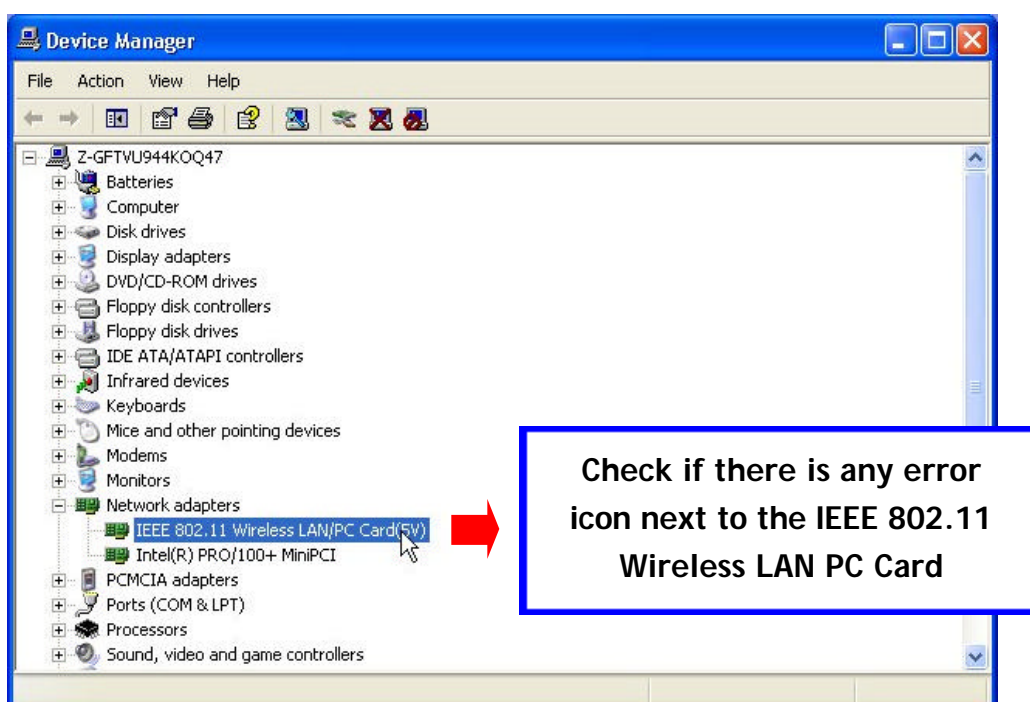 Device Manager
File Action View Help
Z-GFTVU944KOQ47
Batteries
Computer
Disk drives
Display adapters
DVD/CD-ROM drives
Floppy disk controllers
Floppy disk drives
IDE ATA/ATAPI controllers
Infrared devices
Keyboards
Mice and other pointing devices
Modems
Monitors
Network adapters
IEEE 802.11 Wireless LAN/PC Card(5V)
Intel(R) PRO/100+ MiniPCI
PCMCIA adapters
Ports (COM & LPT)
Processors
Sound, video and game controllers
Check if there is any error
icon next to the IEEE 802.11
Wireless LAN PC Card